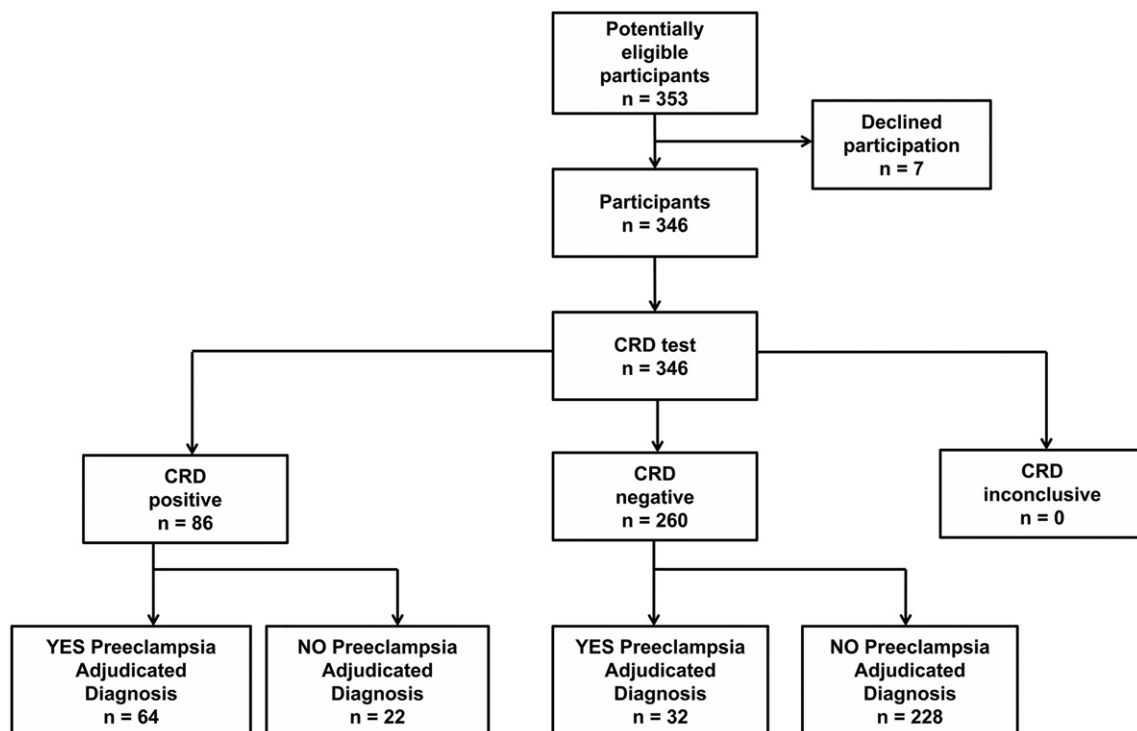 Potentially
eligible
participants
n = 353
Declined
participation
n = 7
Participants
n = 346
CRD test
n = 346
CRD
positive
n = 86
CRD
negative
n = 260
CRD
inconclusive
n = 0
YES Preeclampsia
Adjudicated
Diagnosis
n = 64
NO Preeclampsia
Adjudicated
Diagnosis
n = 22
YES Preeclampsia
Adjudicated
Diagnosis
n = 32
NO Preeclampsia
Adjudicated
Diagnosis
n = 228